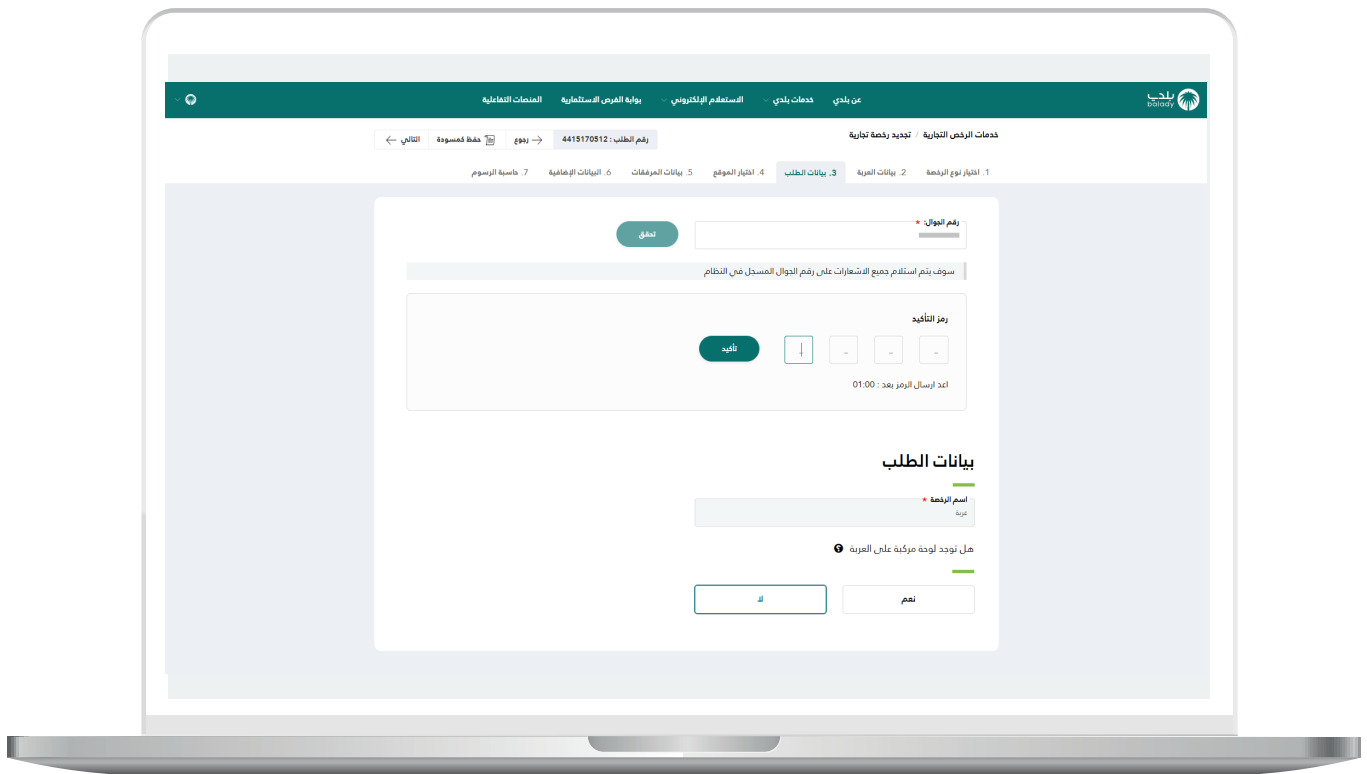 بلدي
balady
عن بلدي خدمات بلدي الاستعلام الإلكتروني بوابة الفرص الاستثمارية المنصات التفاعلية
خدمات الرخص التجارية / تجديد رخصة تجارية
رقم الطلب : 4415170512 رجوع حفظ كمسودة التالي
1. اختيار نوع الرخصة 2. بيانات العربة 3. بيانات الطلب 4. اختيار الموقع 5. بيانات المرفقات 6. البيانات الإضافية 7. حاسبة الرسوم
رقم الجوال: *
تحقق
سوف يتم استلام جميع الاشعارات على رقم الجوال المسجل في النظام
رمز التأكيد
تأكيد
اعد ارسال الرمز بعد : 01:00
بيانات الطلب
اسم الرخصة *
عربة
هل توجد لوحة مركبة على العربة
نعم لا